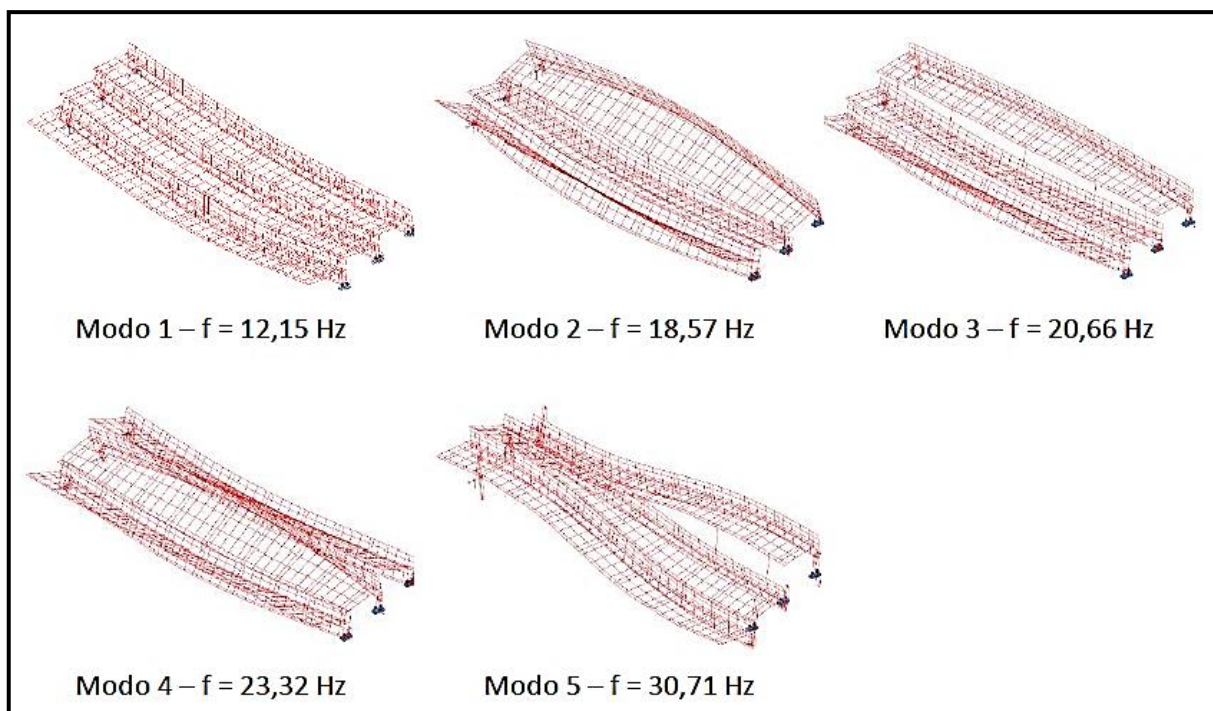 Modo 1 – f = 12,15 Hz
Modo 2 – f = 18,57 Hz
Modo 3 – f = 20,66 Hz
Modo 4 – f = 23,32 Hz
Modo 5 – f = 30,71 Hz